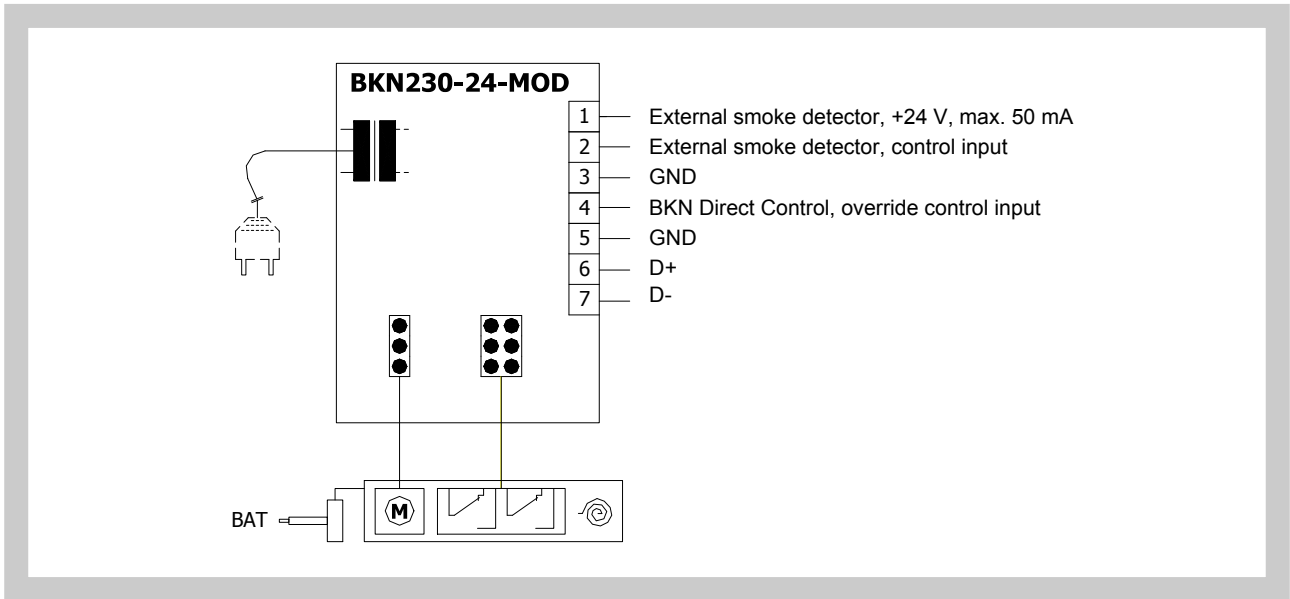 BKN230-24-MOD
1 External smoke detector, +24 V, max. 50 mA
2 External smoke detector, control input
3 GND
4 BKN Direct Control, override control input
5 GND
6 D+
7 D-
BAT
M